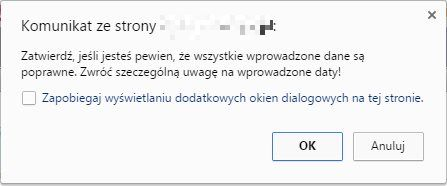 Komunikat ze strony
Zatwierdź, jeśli jesteś pewien, że wszystkie wprowadzone dane są
poprawne. Zwróć szczególną uwagę na wprowadzone daty!
Zapobiegaj wyświetlaniu dodatkowych okien dialogowych na tej stronie.
OK
Anuluj